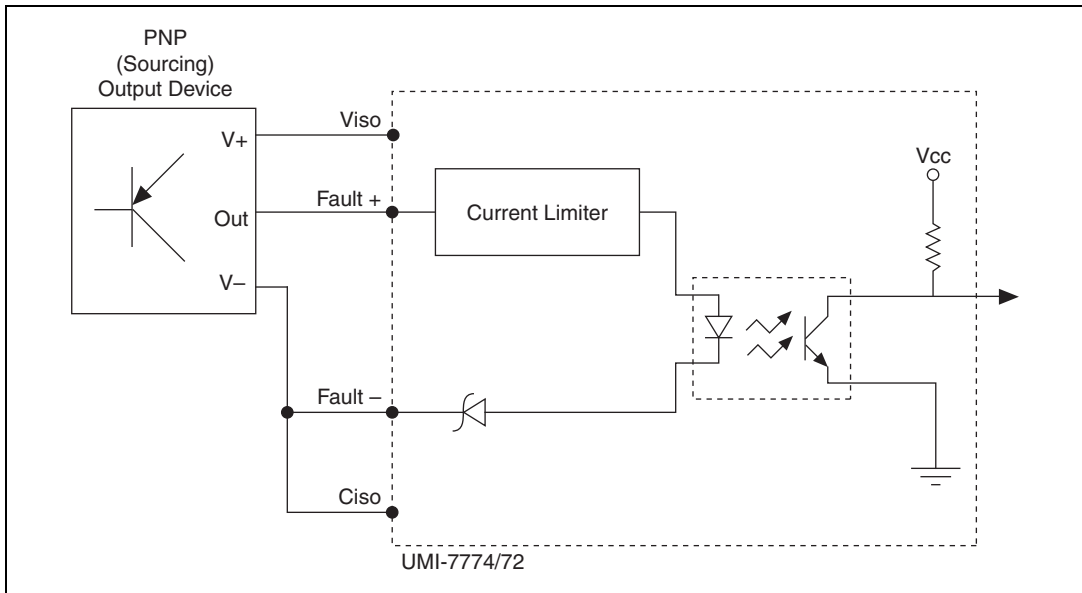 PNP
(Sourcing)
Output Device
V+
Out
V–
Viso
Fault +
Fault –
Ciso
Current Limiter
Vcc
UMI-7774/72